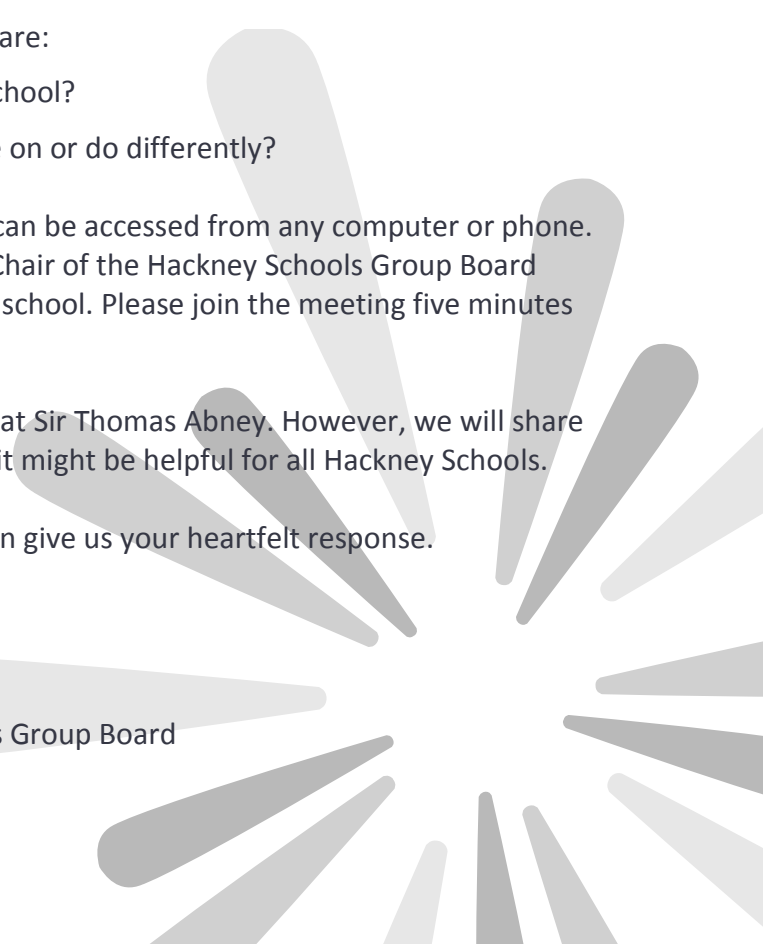 are:
chool?
e on or do differently?
can be accessed from any computer or phone.
Chair of the Hackney Schools Group Board
school. Please join the meeting five minutes
at Sir Thomas Abney. However, we will share
it might be helpful for all Hackney Schools.
n give us your heartfelt response.
s Group Board